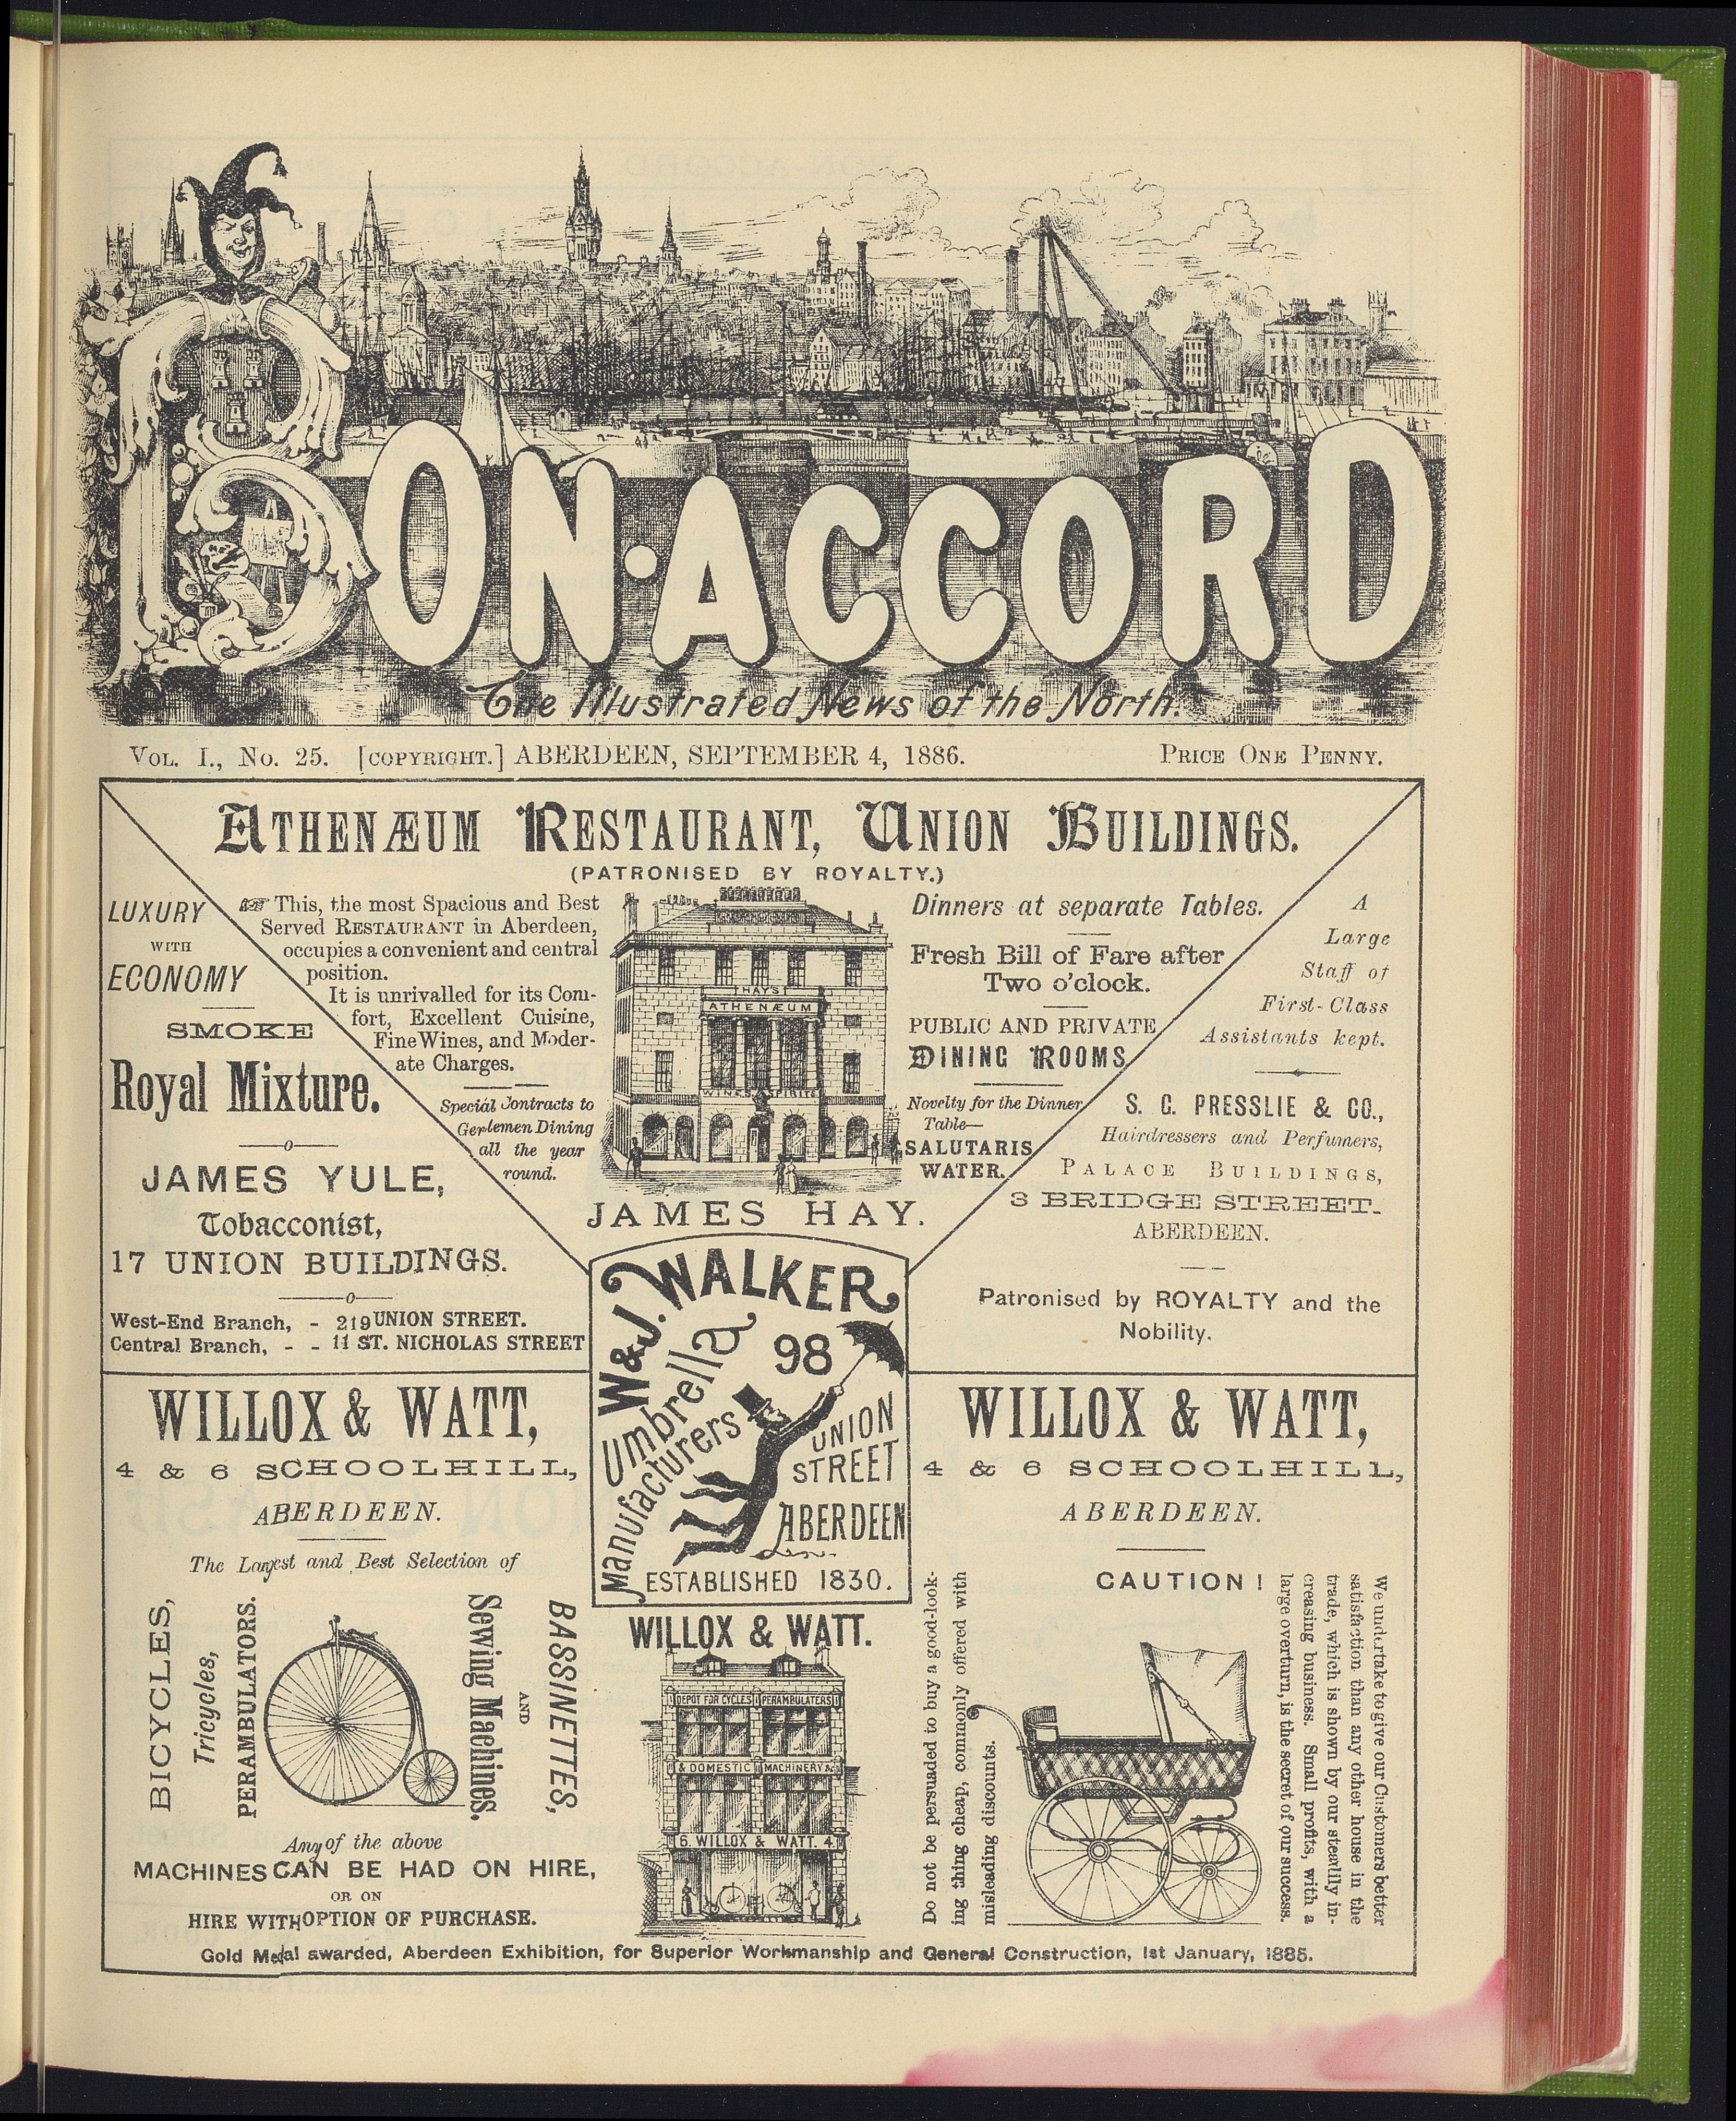 BON·ACCORD
The Illustrated News of the North.
VOL. I., No. 25. [COPYRIGHT.] ABERDEEN, SEPTEMBER 4, 1886. PRICE ONE PENNY.
ATHENÆUM RESTAURANT, UNION BUILDINGS.
(PATRONISED BY ROYALTY.)
This, the most Spacious and Best
Served RESTAURANT in Aberdeen,
occupies a convenient and central
position.
It is unrivalled for its Com-
fort, Excellent Cuisine,
Fine Wines, and Moder-
ate Charges.
Special Contracts to
Gentlemen Dining
all the year
round.
HAY'S
ATHENÆUM
WINES SPIRITS
Dinners at separate Tables.
Fresh Bill of Fare after
Two o'clock.
PUBLIC AND PRIVATE
DINING ROOMS
Novelty for the Dinner
Table—
SALUTARIS
WATER.
JAMES HAY.
LUXURY
WITH
ECONOMY
SMOKE
Royal Mixture.
JAMES YULE,
Tobacconist,
17 UNION BUILDINGS.
West-End Branch, - 219 UNION STREET.
Central Branch, - - 11 ST. NICHOLAS STREET
A
Large
Staff of
First-Class
Assistants kept.
S. C. PRESSLIE & CO.,
Hairdressers and Perfumers,
PALACE BUILDINGS,
3 BRIDGE STREET.
ABERDEEN.
Patronised by ROYALTY and the
Nobility.
W & J. WALKER
Umbrella
Manufacturers
98
UNION
STREET
ABERDEEN
ESTABLISHED 1830.
WILLOX & WATT,
4 & 6 SCHOOLHILL,
ABERDEEN.
The Largest and Best Selection of
BICYCLES,
Tricycles,
PERAMBULATORS.
Sewing Machines.
AND
BASSINETTES,
Any of the above
MACHINES CAN BE HAD ON HIRE,
OR ON
HIRE WITH OPTION OF PURCHASE.
WILLOX & WATT.
DEPOT FOR CYCLES PERAMBULATERS
& DOMESTIC MACHINERY &c
6. WILLOX & WATT. 4
WILLOX & WATT,
4 & 6 SCHOOLHILL,
ABERDEEN.
CAUTION!
Do not be persuaded to buy a good-look-
ing thing cheap, commonly offered with
misleading discounts.
We undertake to give our Customers better
satisfaction than any other house in the
trade, which is shown by our steadily in-
creasing business. Small profits, with a
large overturn, is the secret of our success.
Gold Medal awarded, Aberdeen Exhibition, for Superior Workmanship and General Construction, 1st January, 1885.